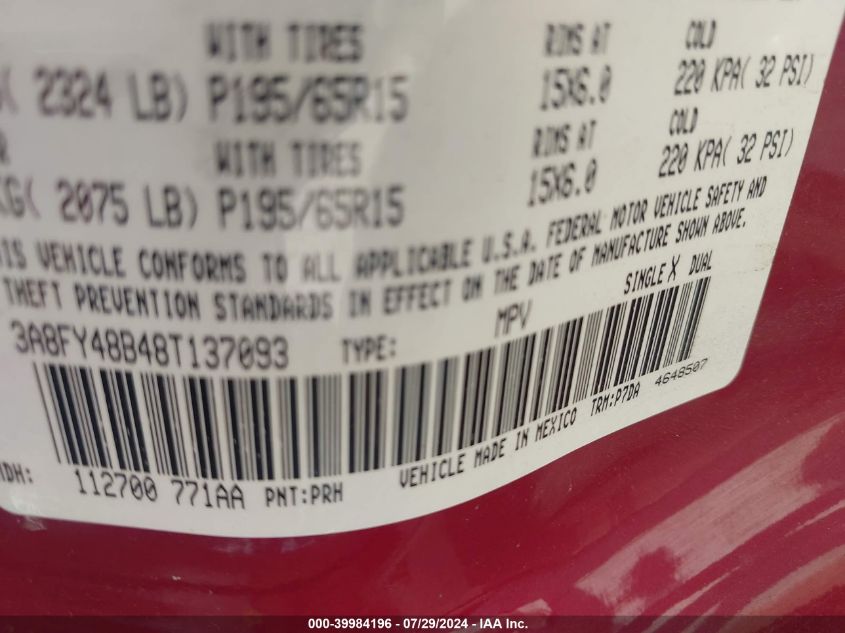 WITH TIRES RIMS AT COLD
( 2324 LB) P195/65R15 15X6.0 220 KPA( 32 PSI)
R WITH TIRES RIMS AT COLD
KG( 2075 LB) P195/65R15 15X6.0 220 KPA( 32 PSI)
IS VEHICLE CONFORMS TO ALL APPLICABLE U.S.A. FEDERAL MOTOR VEHICLE SAFETY AND
THEFT PREVENTION STANDARDS IN EFFECT ON THE DATE OF MANUFACTURE SHOWN ABOVE.
3A8FY48B48T137093 TYPE: MPV SINGLE X DUAL
MDH: 112700 771AA PNT:PRH VEHICLE MADE IN MEXICO TRM:P7DA 4648507
000-39984196 - 07/29/2024 - IAA Inc.